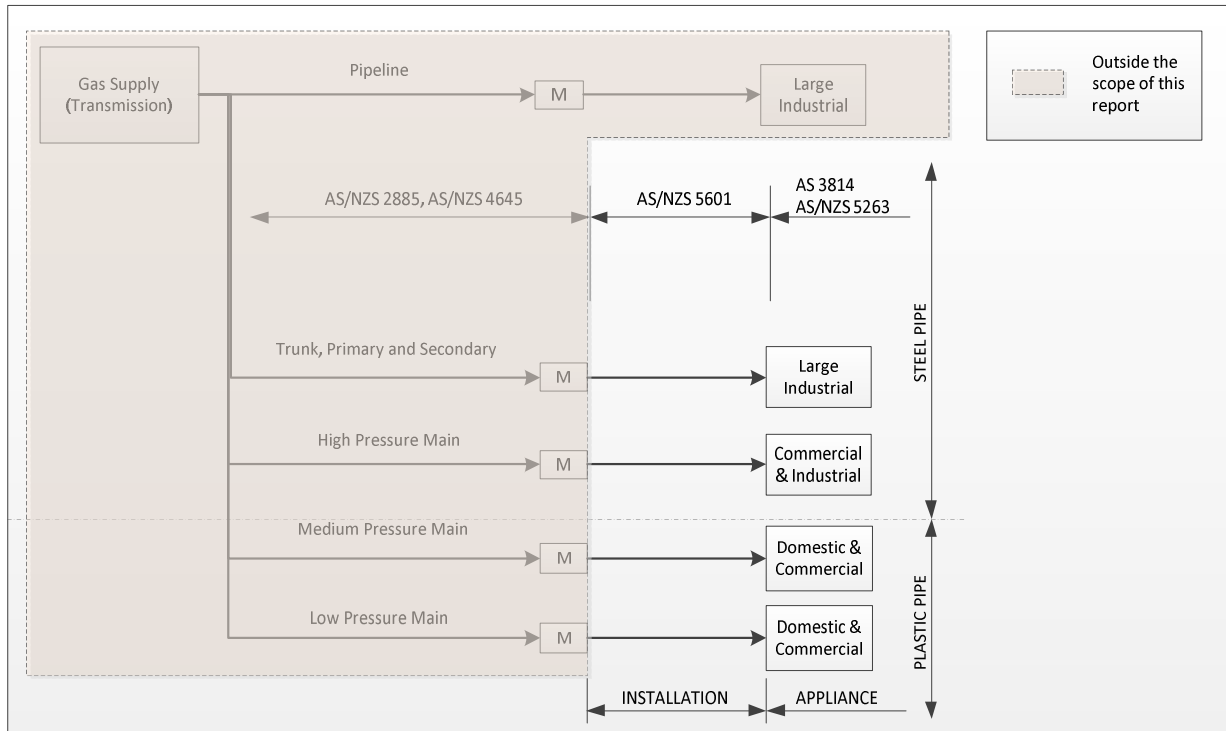 Gas Supply
(Transmission)
Pipeline
M
Large
Industrial
Outside the
scope of this
report
AS/NZS 2885, AS/NZS 4645
AS/NZS 5601
AS 3814
AS/NZS 5263
STEEL PIPE
Trunk, Primary and Secondary
M
Large
Industrial
High Pressure Main
M
Commercial
& Industrial
Medium Pressure Main
M
Domestic &
Commercial
PLASTIC PIPE
Low Pressure Main
M
Domestic &
Commercial
INSTALLATION
APPLIANCE